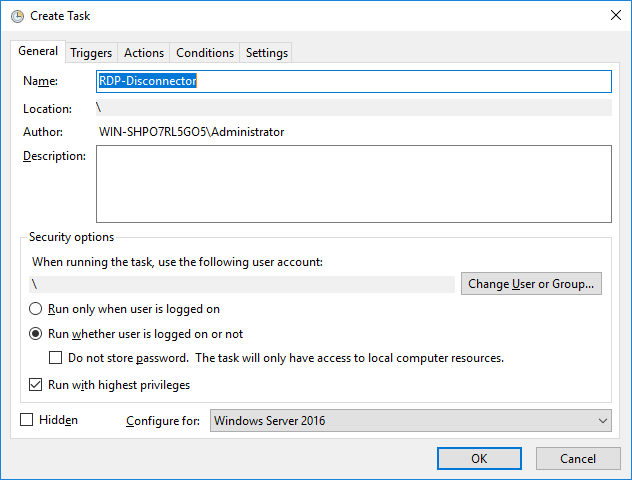 Create Task
General Triggers Actions Conditions Settings
Name: RDP-Disconnector
Location: \
Author: WIN-SHPO7RL5GO5\Administrator
Description:
Security options
When running the task, use the following user account:
\ Change User or Group...
Run only when user is logged on
Run whether user is logged on or not
Do not store password. The task will only have access to local computer resources.
Run with highest privileges
Hidden Configure for: Windows Server 2016
OK Cancel